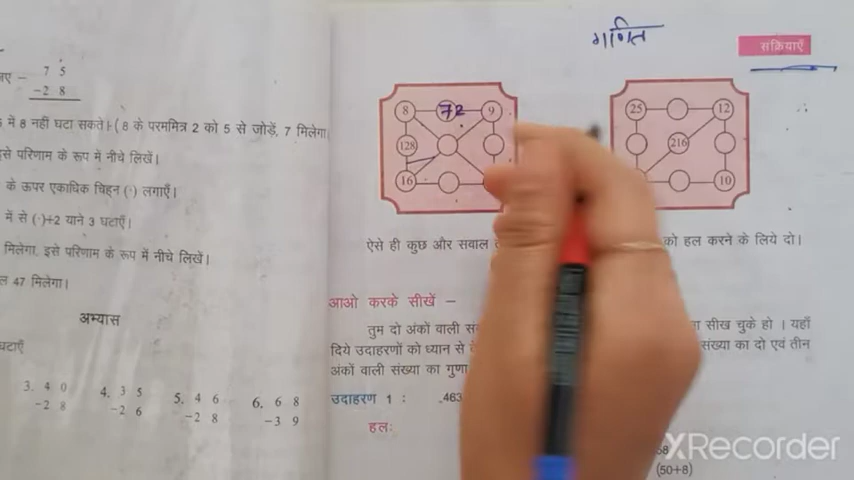 गणित
सक्रियाएँ
7 5
–2 8
में 8 नहीं घटा सकते। (8 के परममित्र 2 को 5 से जोड़ें, 7 मिलेगा
से परिणाम के रूप में नीचे लिखें।
के ऊपर एकाधिक चिह्न (·) लगाएँ।
में से (·)+2 याने 3 घटाएँ।
मिलेगा, इसे परिणाम के रूप में नीचे लिखें।
47 मिलेगा।
अभ्यास
घटाएँ
3. 4 0
–2 8
4. 3 5
–2 6
5. 4 6
–2 8
6. 6 8
–3 9
8 72 9
128
16
25 12
216
10
ऐसे ही कुछ और सवाल
को हल करने के लिये दो।
आओ करके सीखें –
तुम दो अंकों वाली
सीख चुके हो । यहाँ
दिये उदाहरणों को ध्यान से
संख्या का दो एवं तीन
अंकों वाली संख्या का गुणा
उदाहरण 1 : 463
हल:
58
(50+8)
XRecorder